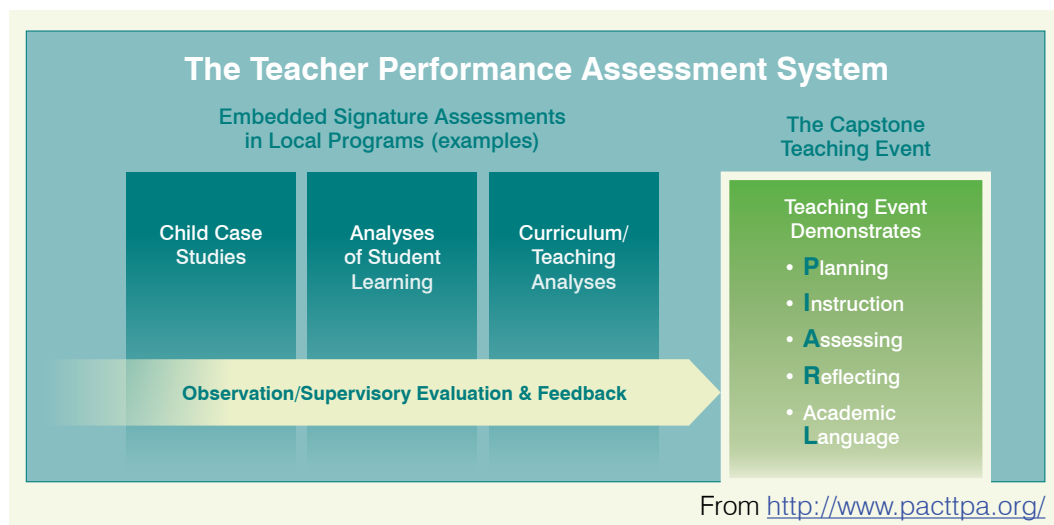 The Teacher Performance Assessment System
Embedded Signature Assessments
in Local Programs (examples)
The Capstone
Teaching Event
Child Case
Studies
Analyses
of Student
Learning
Curriculum/
Teaching
Analyses
Observation/Supervisory Evaluation & Feedback
Teaching Event
Demonstrates
• Planning
• Instruction
• Assessing
• Reflecting
• Academic
Language
From http://www.pacttpa.org/